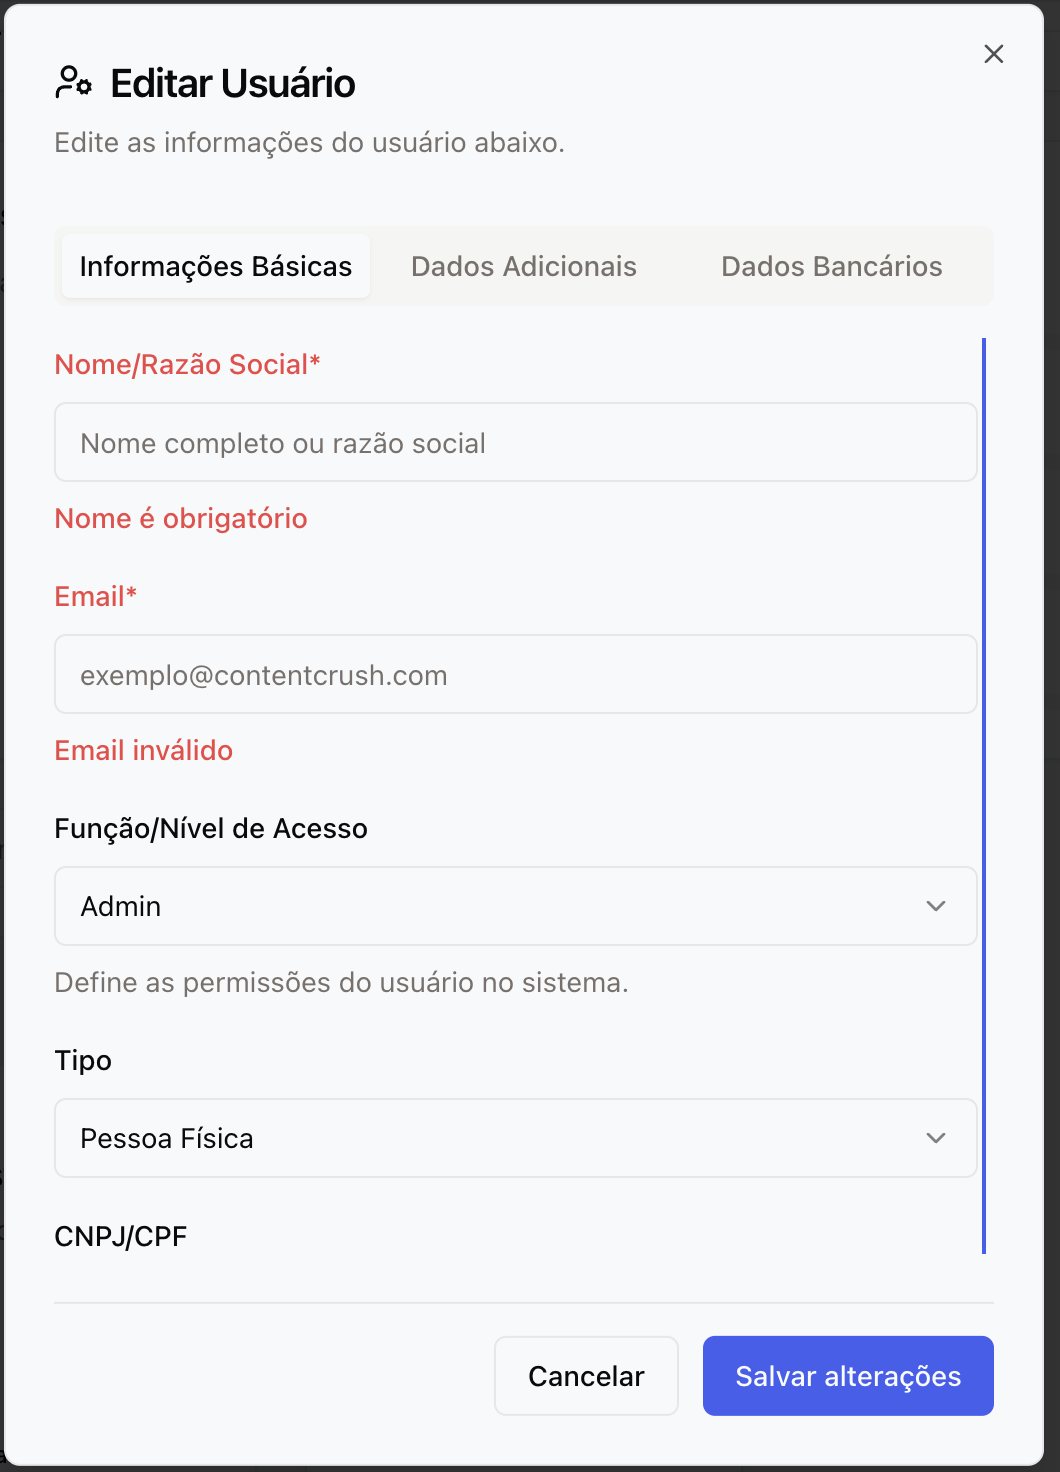 Editar Usuário
Edite as informações do usuário abaixo.
Informações Básicas
Dados Adicionais
Dados Bancários
Nome/Razão Social*
Nome completo ou razão social
Nome é obrigatório
Email*
exemplo@contentcrush.com
Email inválido
Função/Nível de Acesso
Admin
Define as permissões do usuário no sistema.
Tipo
Pessoa Física
CNPJ/CPF
Cancelar
Salvar alterações